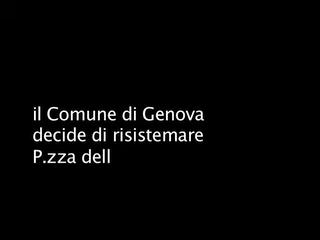 il Comune di Genova
decide di risistemare
P.zza dell